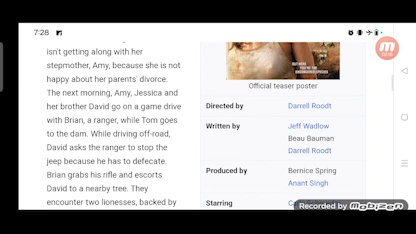 7:28
isn't getting along with her
stepmother, Amy, because she is not
happy about her parents' divorce.
The next morning, Amy, Jessica and
her brother David go on a game drive
with Brian, a ranger, while Tom goes
to the dam. While driving off-road,
David asks the ranger to stop the
jeep because he has to defecate.
Brian grabs his rifle and escorts
David to a nearby tree. They
encounter two lionesses, backed by
Official teaser poster
Directed by
Darrell Roodt
Written by
Jeff Wadlow
Beau Bauman
Darrell Roodt
Produced by
Bernice Spring
Anant Singh
Starring
Recorded by MOBIZEN